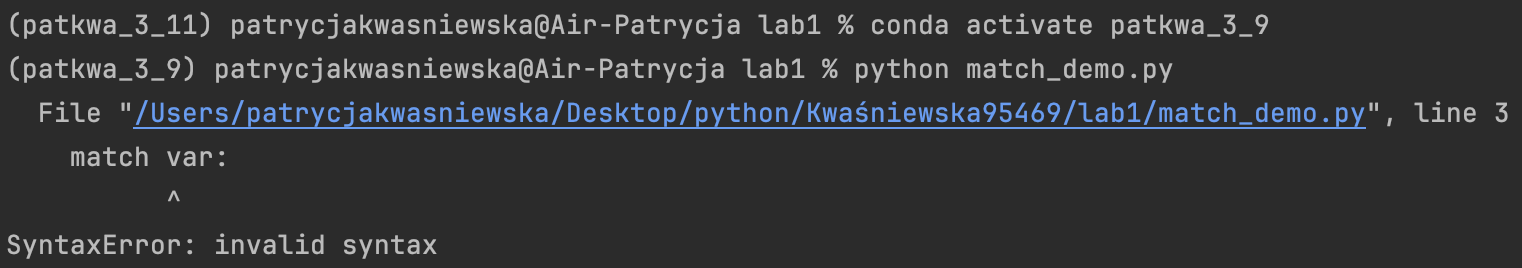 (patkwa_3_11) patrycjakwasniewska@Air-Patrycja lab1 % conda activate patkwa_3_9
(patkwa_3_9) patrycjakwasniewska@Air-Patrycja lab1 % python match_demo.py
  File "/Users/patrycjakwasniewska/Desktop/python/Kwaśniewska95469/lab1/match_demo.py", line 3
    match var:
          ^
SyntaxError: invalid syntax